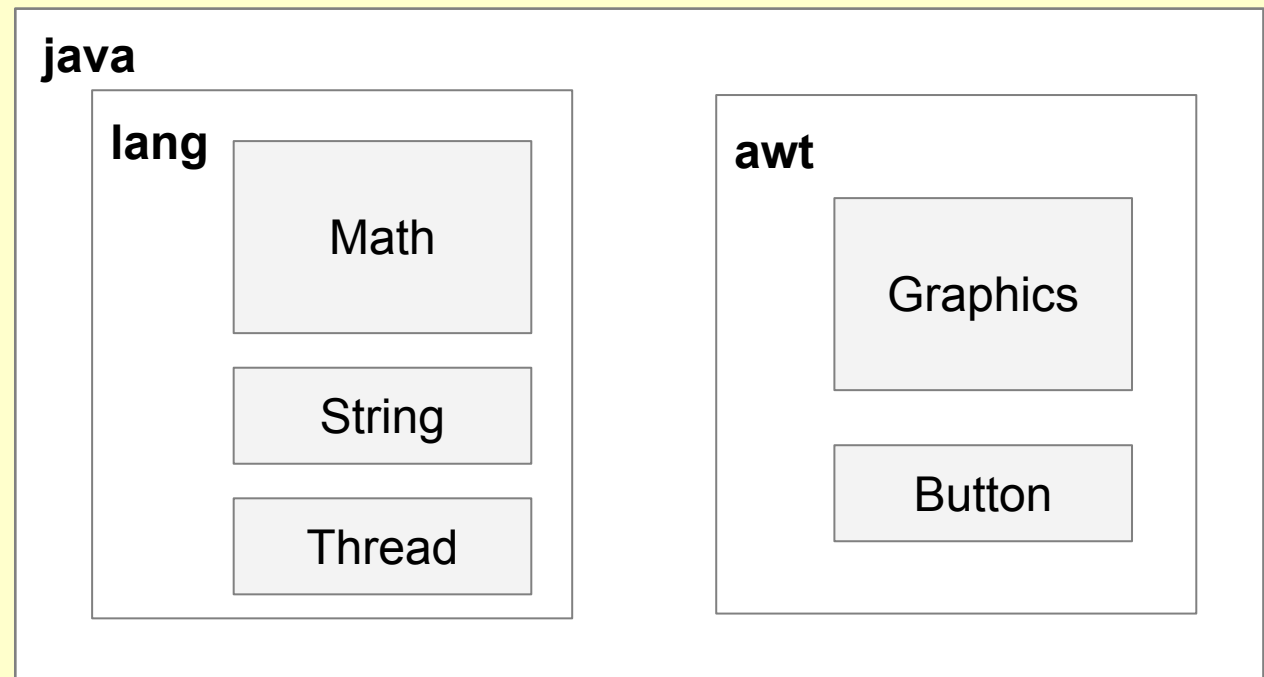 java
lang
Math
String
Thread
awt
Graphics
Button